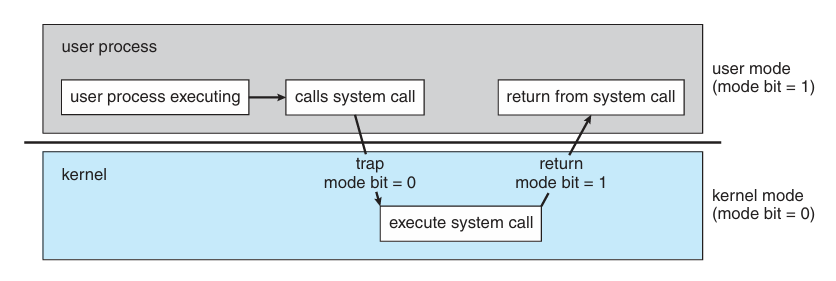 user process
user process executing
calls system call
return from system call
user mode
(mode bit = 1)
kernel
trap
mode bit = 0
return
mode bit = 1
execute system call
kernel mode
(mode bit = 0)